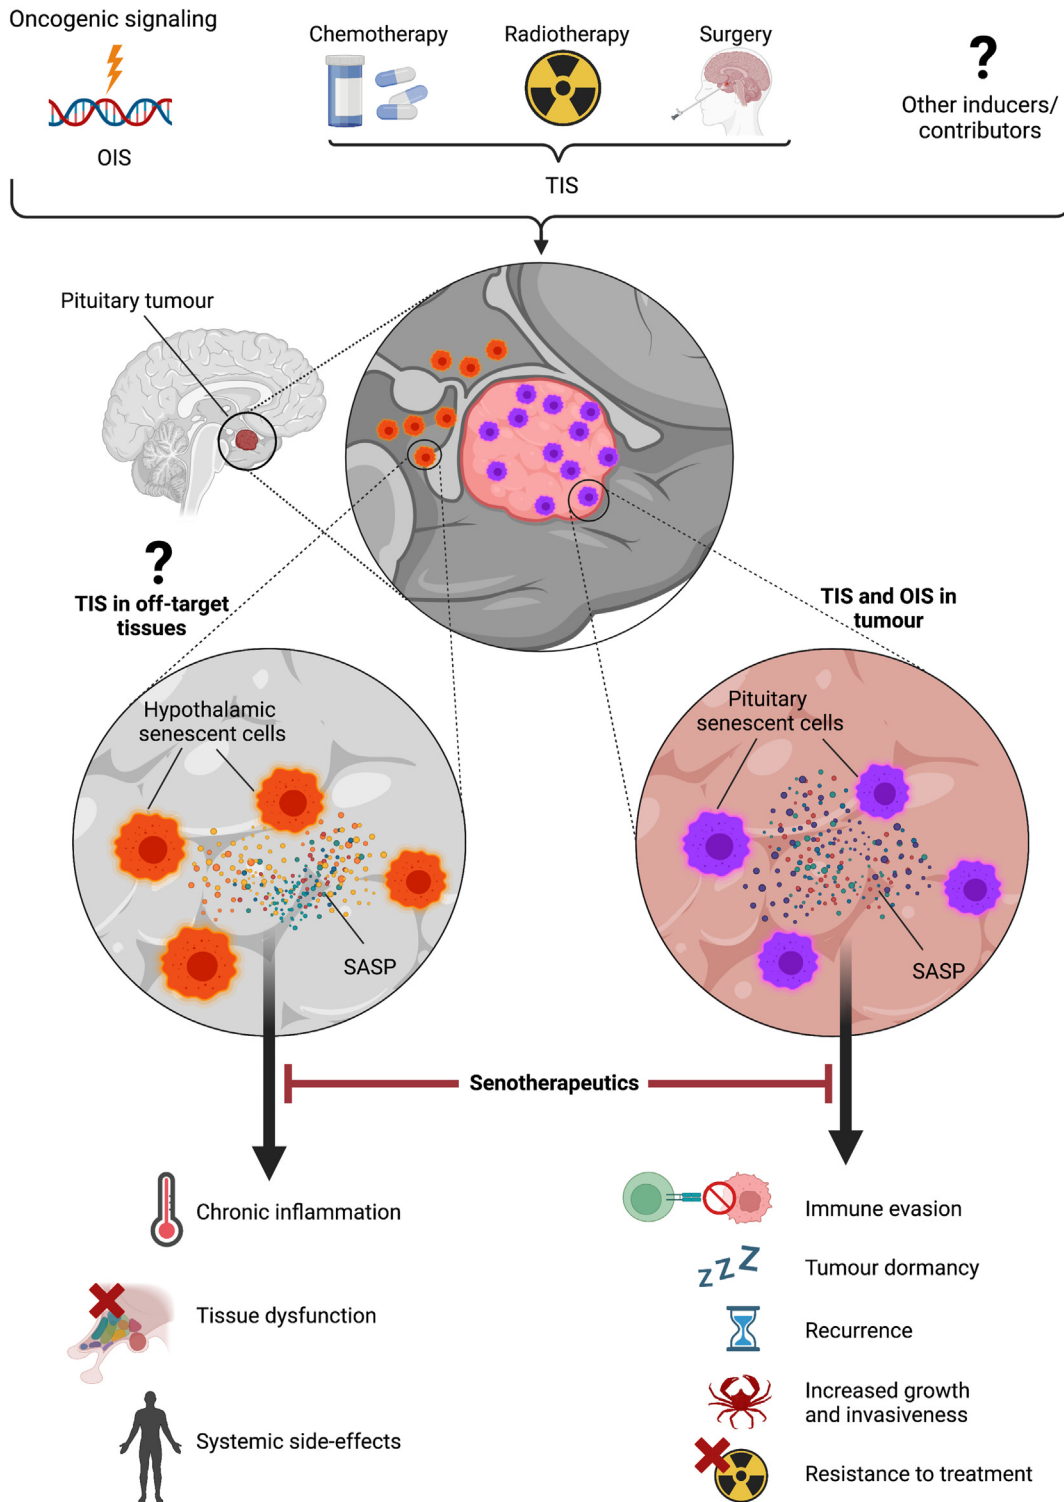 Oncogenic signaling
OIS
Chemotherapy
Radiotherapy
Surgery
TIS
?
Other inducers/
contributors
Pituitary tumour
?
TIS in off-target
tissues
TIS and OIS in
tumour
Hypothalamic
senescent cells
SASP
Pituitary
senescent cells
SASP
Senotherapeutics
Chronic inflammation
Tissue dysfunction
Systemic side-effects
Immune evasion
zZZ
Tumour dormancy
Recurrence
Increased growth
and invasiveness
Resistance to treatment